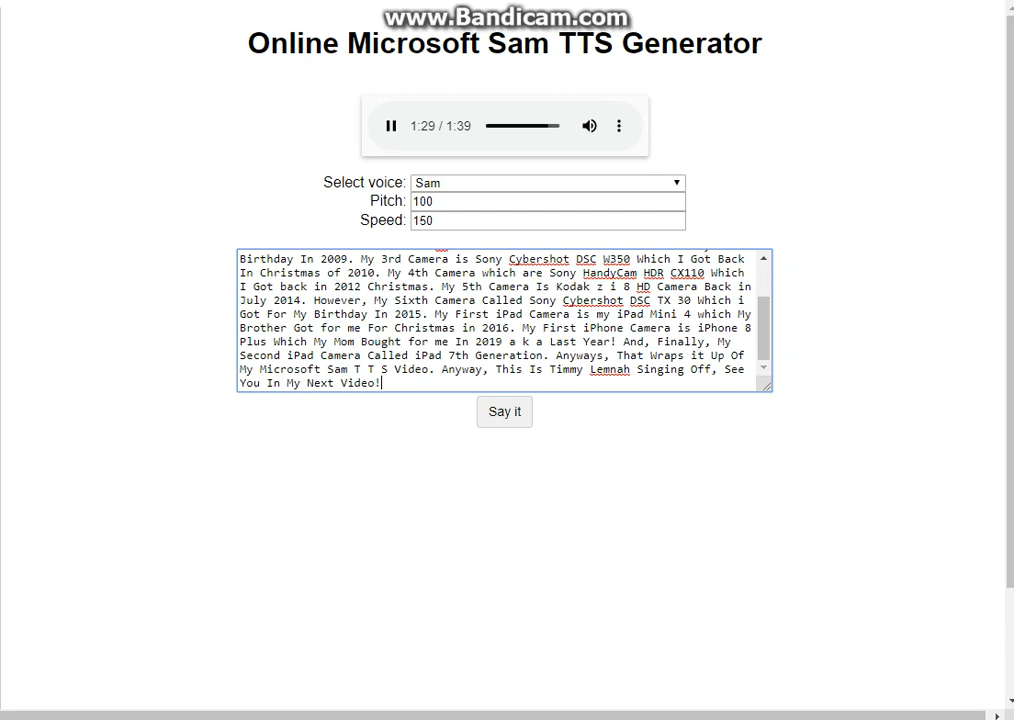 www.Bandicam.com
Online Microsoft Sam TTS Generator
1:29 / 1:39
Select voice: Sam
Pitch: 100
Speed: 150
Birthday In 2009. My 3rd Camera is Sony Cybershot DSC W350 Which I Got Back
In Christmas of 2010. My 4th Camera which are Sony HandyCam HDR CX110 Which
I Got back in 2012 Christmas. My 5th Camera Is Kodak z i 8 HD Camera Back in
July 2014. However, My Sixth Camera Called Sony Cybershot DSC TX 30 Which i
Got For My Birthday In 2015. My First iPad Camera is my iPad Mini 4 which My
Brother Got for me For Christmas in 2016. My First iPhone Camera is iPhone 8
Plus Which My Mom Bought for me In 2019 a k a Last Year! And, Finally, My
Second iPad Camera Called iPad 7th Generation. Anyways, That Wraps it Up Of
My Microsoft Sam T T S Video. Anyway, This Is Timmy Lemnah Singing Off, See
You In My Next Video!
Say it